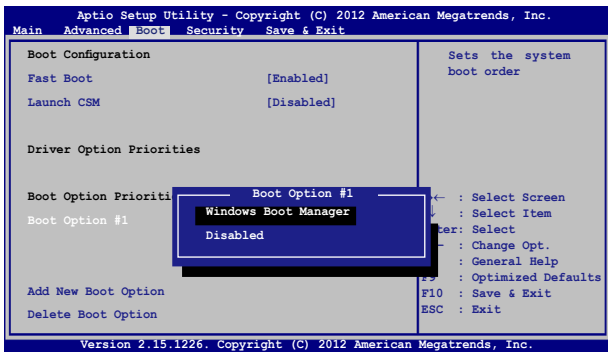 Aptio Setup Utility - Copyright (C) 2012 American Megatrends, Inc.
Main Advanced Boot Security Save & Exit
Boot Configuration
Fast Boot [Enabled]
Launch CSM [Disabled]
Driver Option Priorities
Boot Option Prioriti
Boot Option #1
Add New Boot Option
Delete Boot Option
Boot Option #1
Windows Boot Manager
Disabled
Sets the system
boot order
←  : Select Screen
: Select Item
ter: Select
— : Change Opt.
: General Help
F9 : Optimized Defaults
F10 : Save & Exit
ESC : Exit
Version 2.15.1226. Copyright (C) 2012 American Megatrends, Inc.